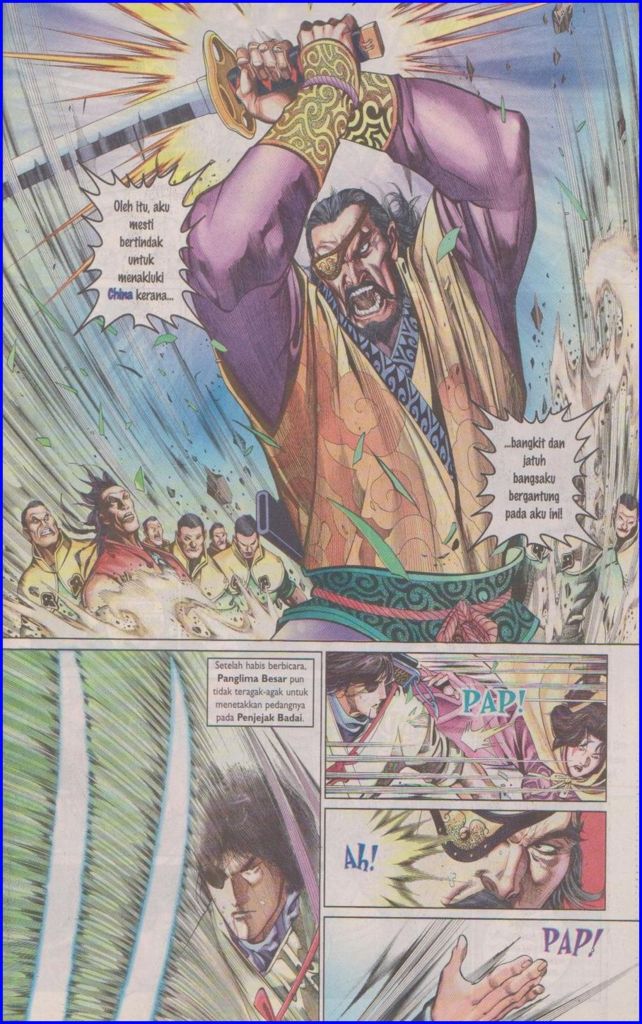 Oleh itu, aku
mesti
bertindak
untuk
menakluki
China kerana...
...bangkit dan
jatuh
bangsaku
bergantung
pada aku ini!
Setelah habis berbicara,
Panglima Besar pun
tidak teragak-agak untuk
menetakkan pedangnya
pada Penjejak Badai.
PAP!
Ah!
PAP!